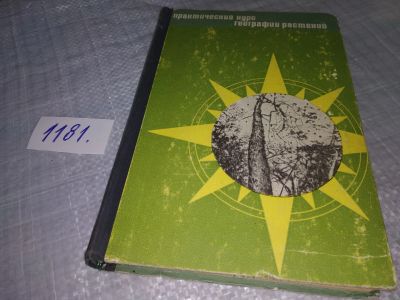 практический курс
географии растений
1181.